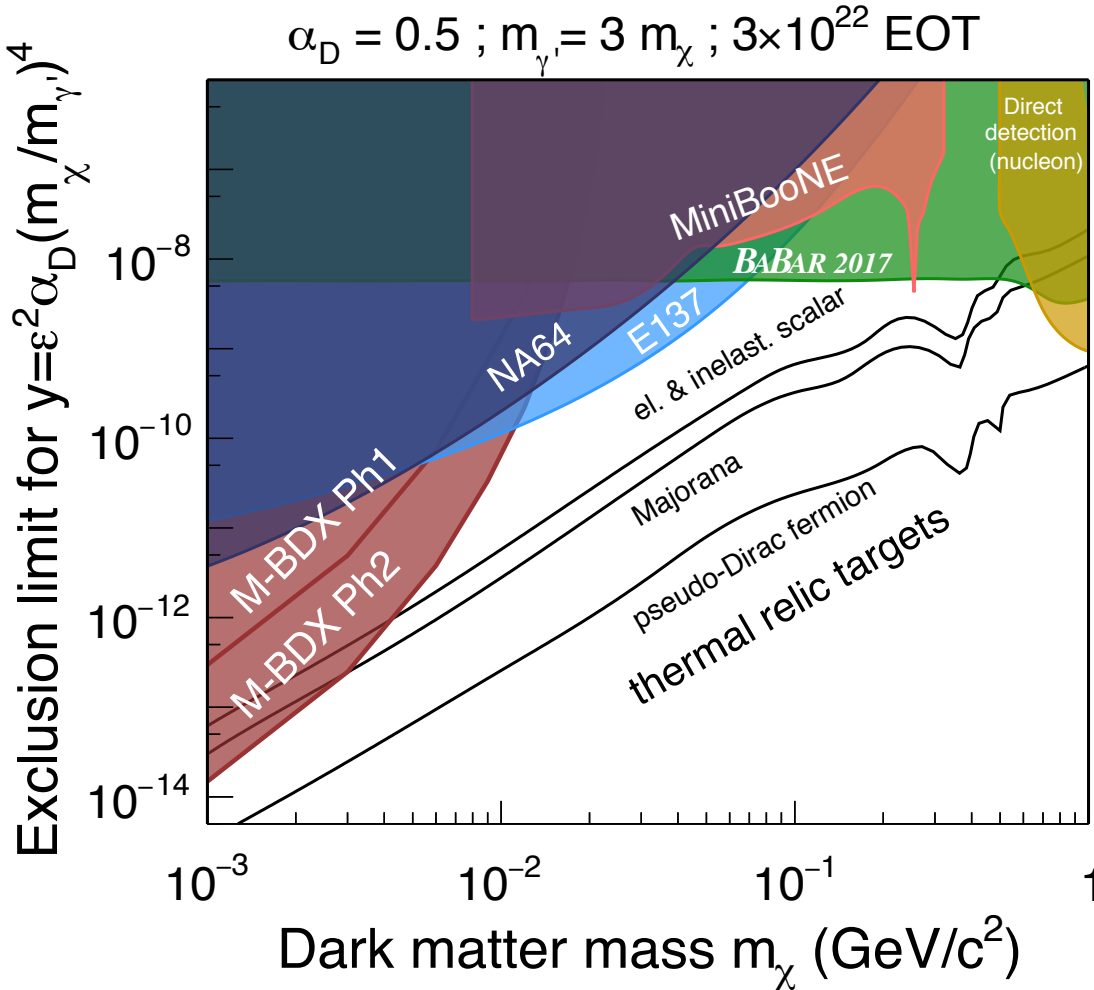 α_D = 0.5 ; m_γ' = 3 m_χ ; 3×10^22 EOT
Exclusion limit for y=ε^2 α_D(m_χ/m_γ')^4
Direct
detection
(nucleon)
MiniBooNE
10^−8
BABAR 2017
E137
NA64
el. & inelast. scalar
10^−10
M-BDX Ph1
Majorana
pseudo-Dirac fermion
M-BDX Ph2
thermal relic targets
10^−12
10^−14
10^−3
10^−2
10^−1
1
Dark matter mass m_χ (GeV/c^2)